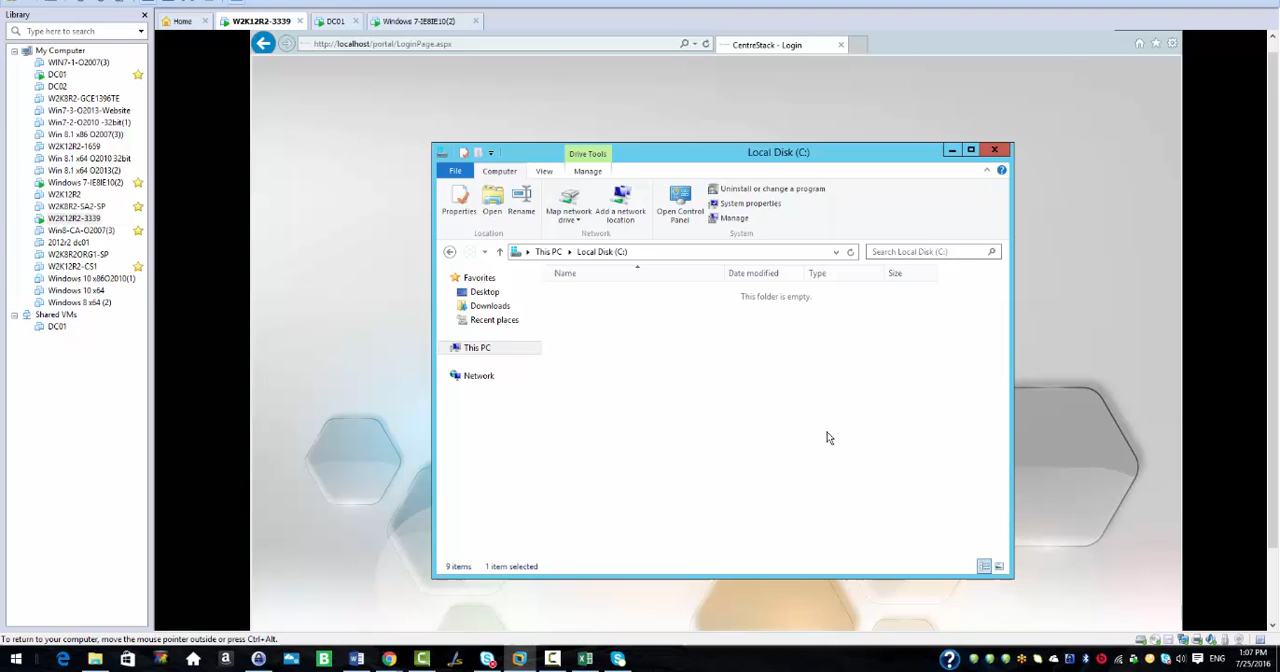 Library
Home
W2K12R2-3339
DC01
Windows 7-IE8IE10(2)
Type here to search
http://localhost/portal/LoginPage.aspx
CentreStack - Login
My Computer
WIN7-1-O2007(3)
DC01
DC02
W2K8R2-GCE1396TE
Win7-3-O2013-Website
Win7-2-O2010 -32bit(1)
Win 8.1 x86 O2007(3))
W2K12R2-1659
Win 8.1 x64 O2010 32bit
Win 8.1 x64 O2013(2)
Windows 7-IE8IE10(2)
W2K12R2
W2K8R2-SA2-SP
W2K12R2-3339
Win8-CA-O2007(3)
2012r2 dc01
W2K8R2ORG1-SP
W2K12R2-CS1
Windows 10 x86O2010(1)
Windows 10 x64
Windows 8 x64 (2)
Shared VMs
DC01
Drive Tools
Local Disk (C:)
File
Computer
View
Manage
Properties
Open
Rename
Map network drive
Add a network location
Open Control Panel
Uninstall or change a program
System properties
Manage
Location
Network
System
This PC
Local Disk (C:)
Search Local Disk (C:)
Favorites
Desktop
Downloads
Recent places
This PC
Network
Name
Date modified
Type
Size
This folder is empty.
9 items
1 item selected
To return to your computer, move the mouse pointer outside or press Ctrl+Alt.
ENG
1:07 PM
7/25/2016